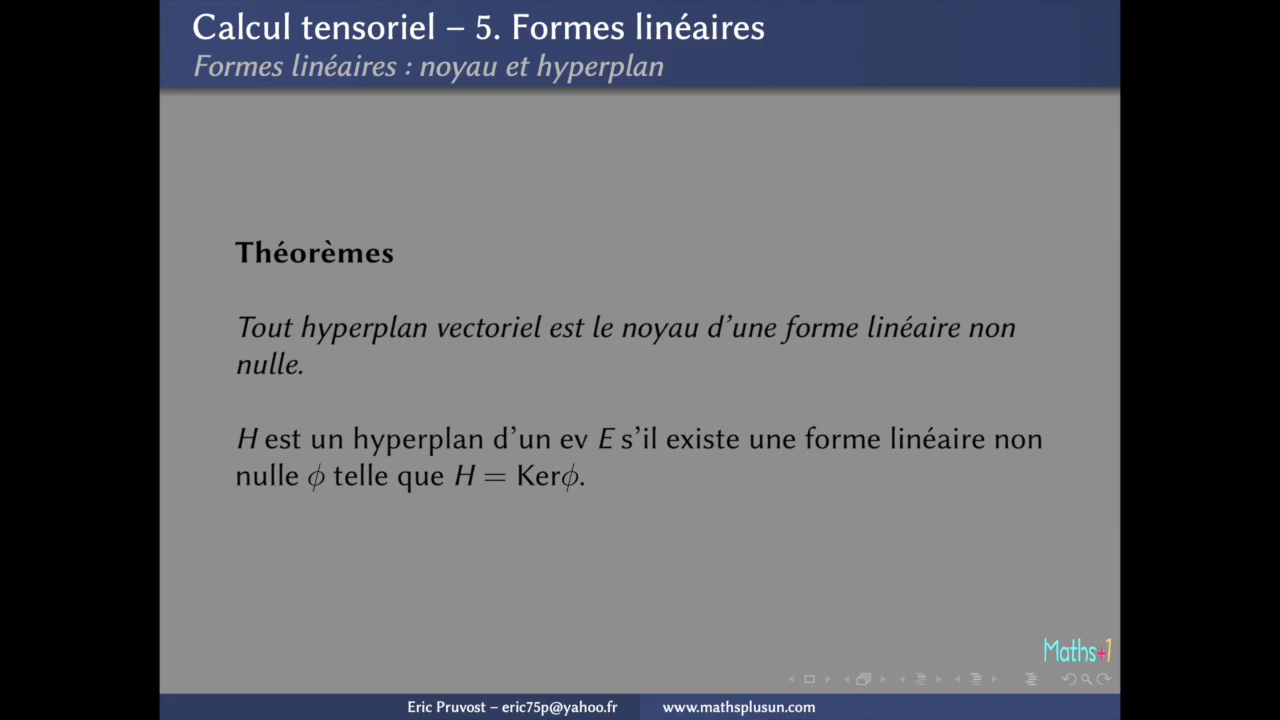 Calcul tensoriel – 5. Formes linéaires
Formes linéaires : noyau et hyperplan
Théorèmes
Tout hyperplan vectoriel est le noyau d’une forme linéaire non
nulle.
H est un hyperplan d’un ev E s’il existe une forme linéaire non
nulle ϕ telle que H = Kerϕ.
Maths+1
Eric Pruvost – eric75p@yahoo.fr www.mathsplusun.com